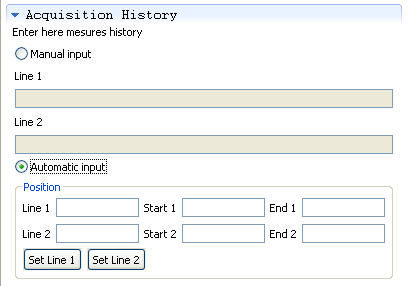 Acquisition History
Enter here mesures history
Manual input
Line 1
Line 2
Automatic input
Position
Line 1 Start 1 End 1
Line 2 Start 2 End 2
Set Line 1 Set Line 2